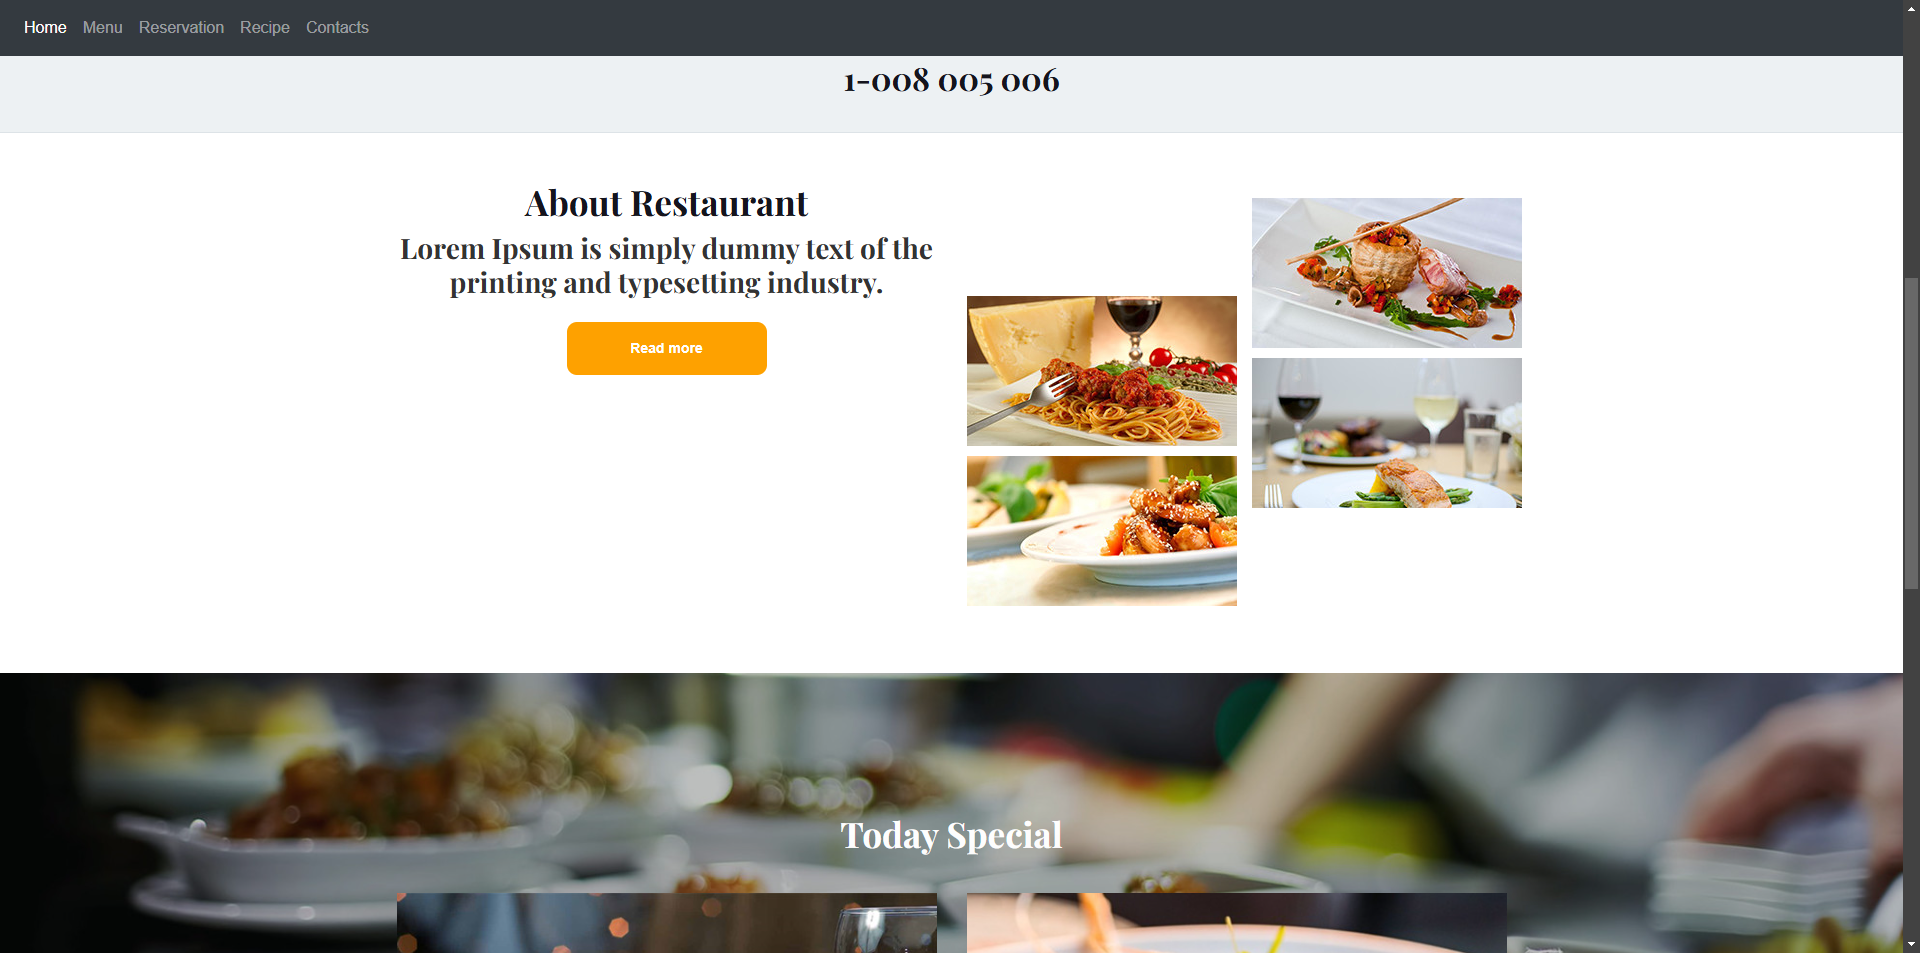 Home Menu Reservation Recipe Contacts
1-008 005 006
About Restaurant
Lorem Ipsum is simply dummy text of the
printing and typesetting industry.
Read more
Today Special